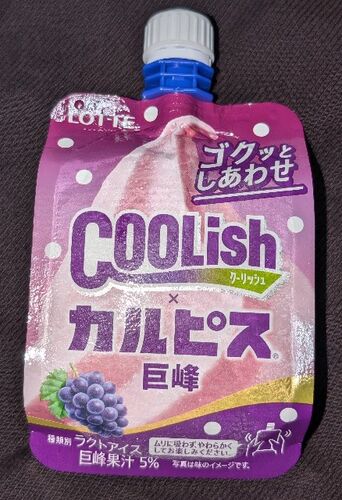 LOTTE
ゴクッと
しあわせ
COOLish
クーリッシュ
×
カルピス®
巨峰
種類別 ラクトアイス
巨峰果汁 5%
ムリに吸わず、やわらかく
してお楽しみください。
写真は味のイメージです。